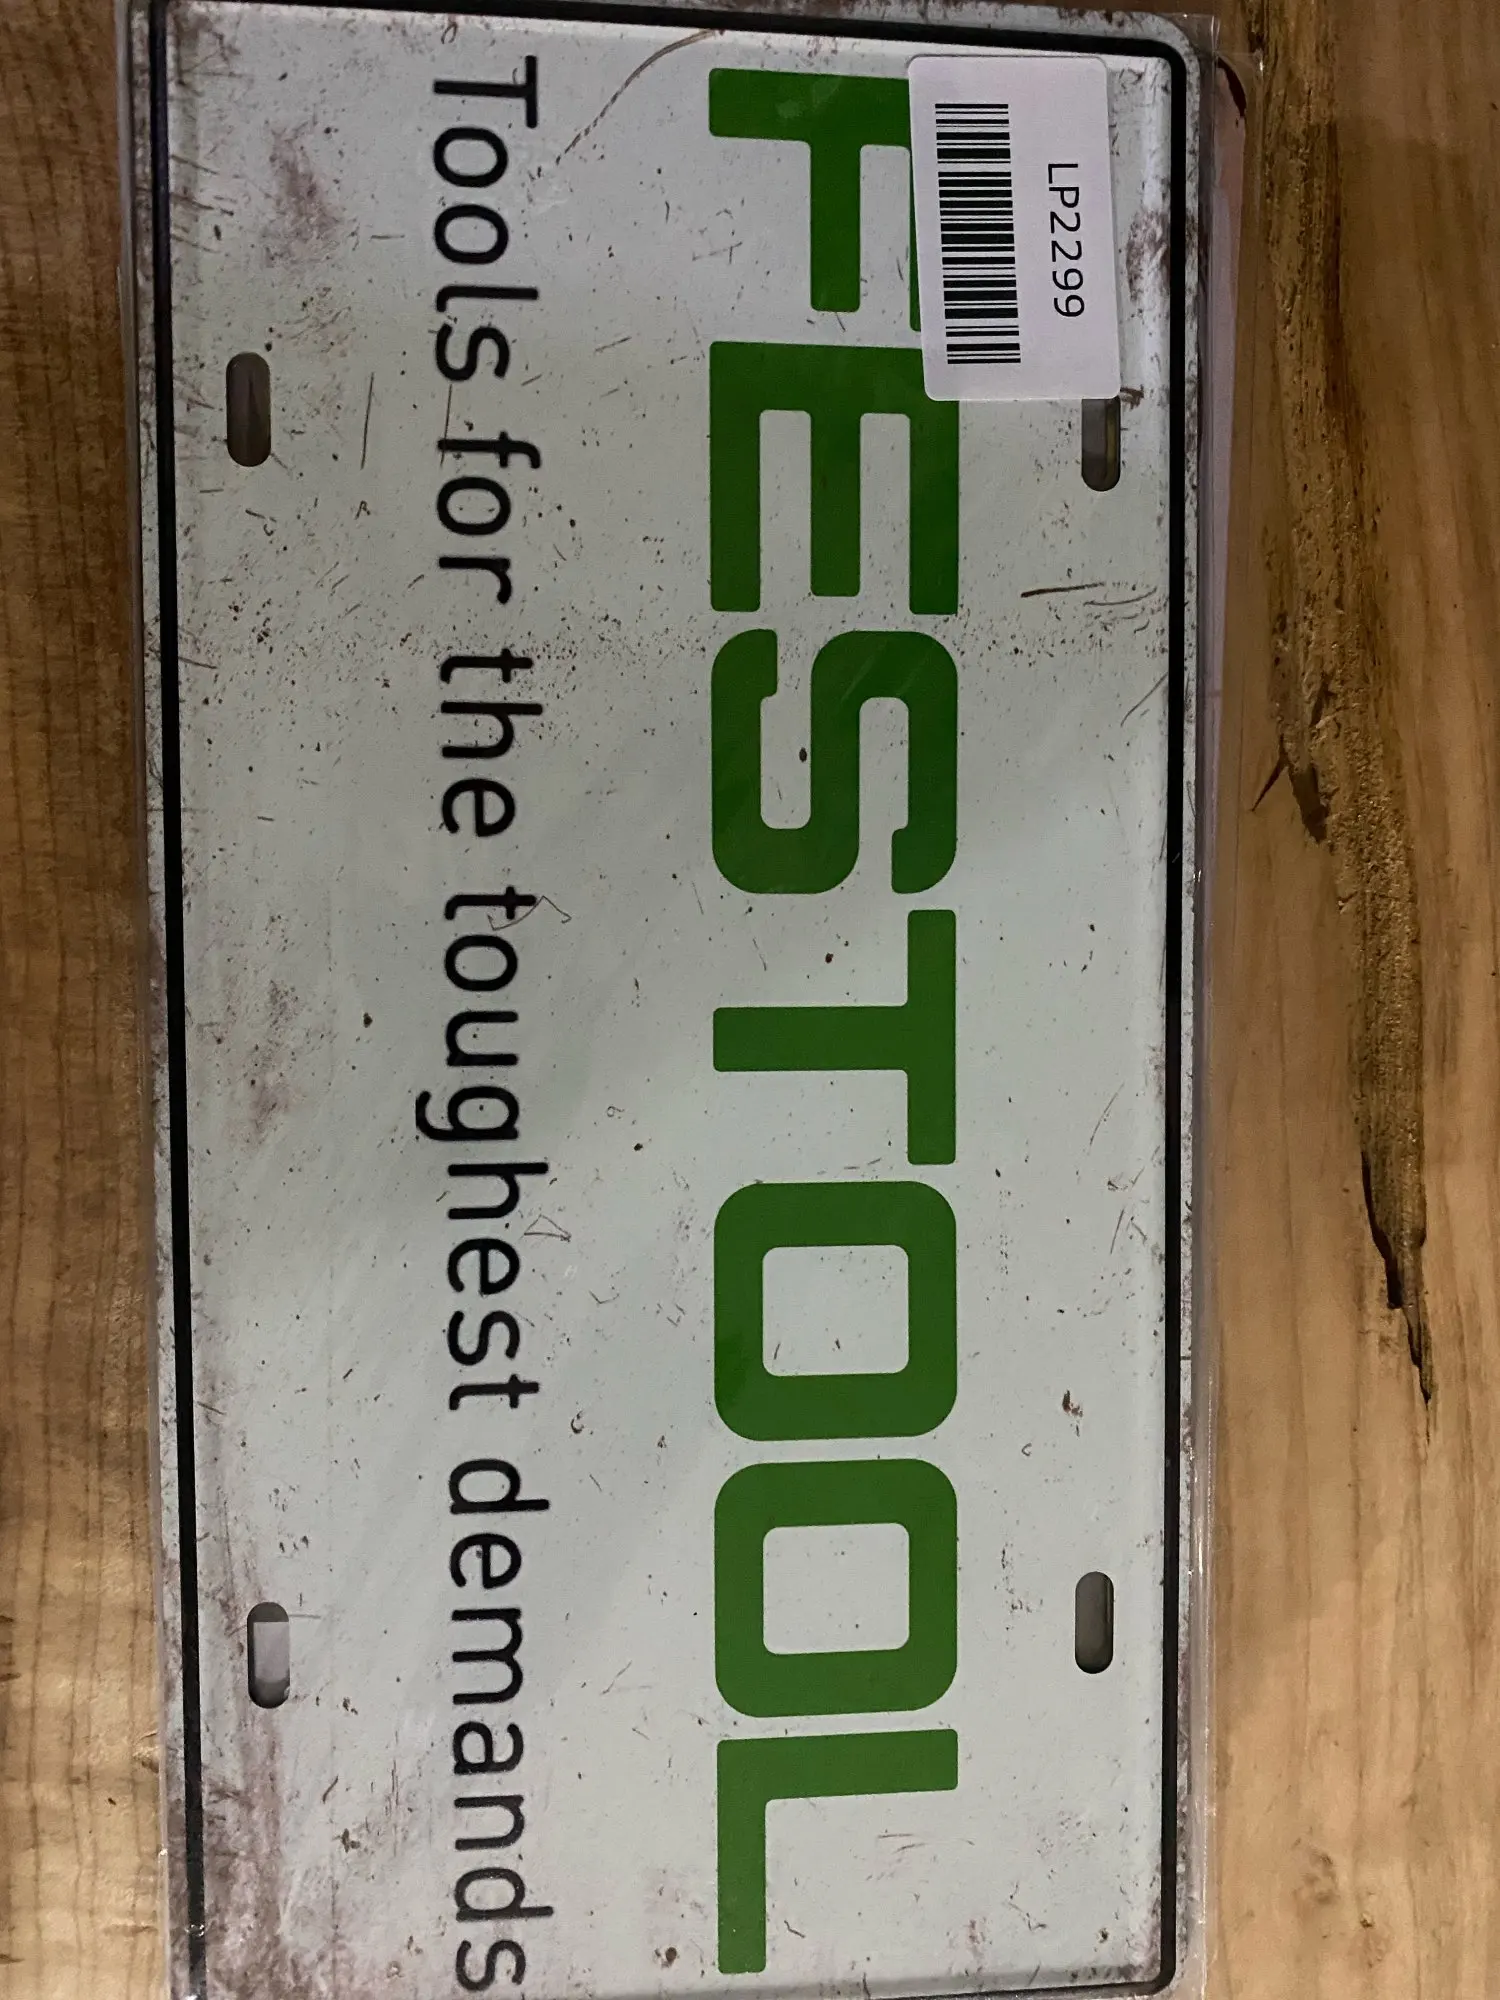 LP2299
FESTOOL
Tools for the toughest demands